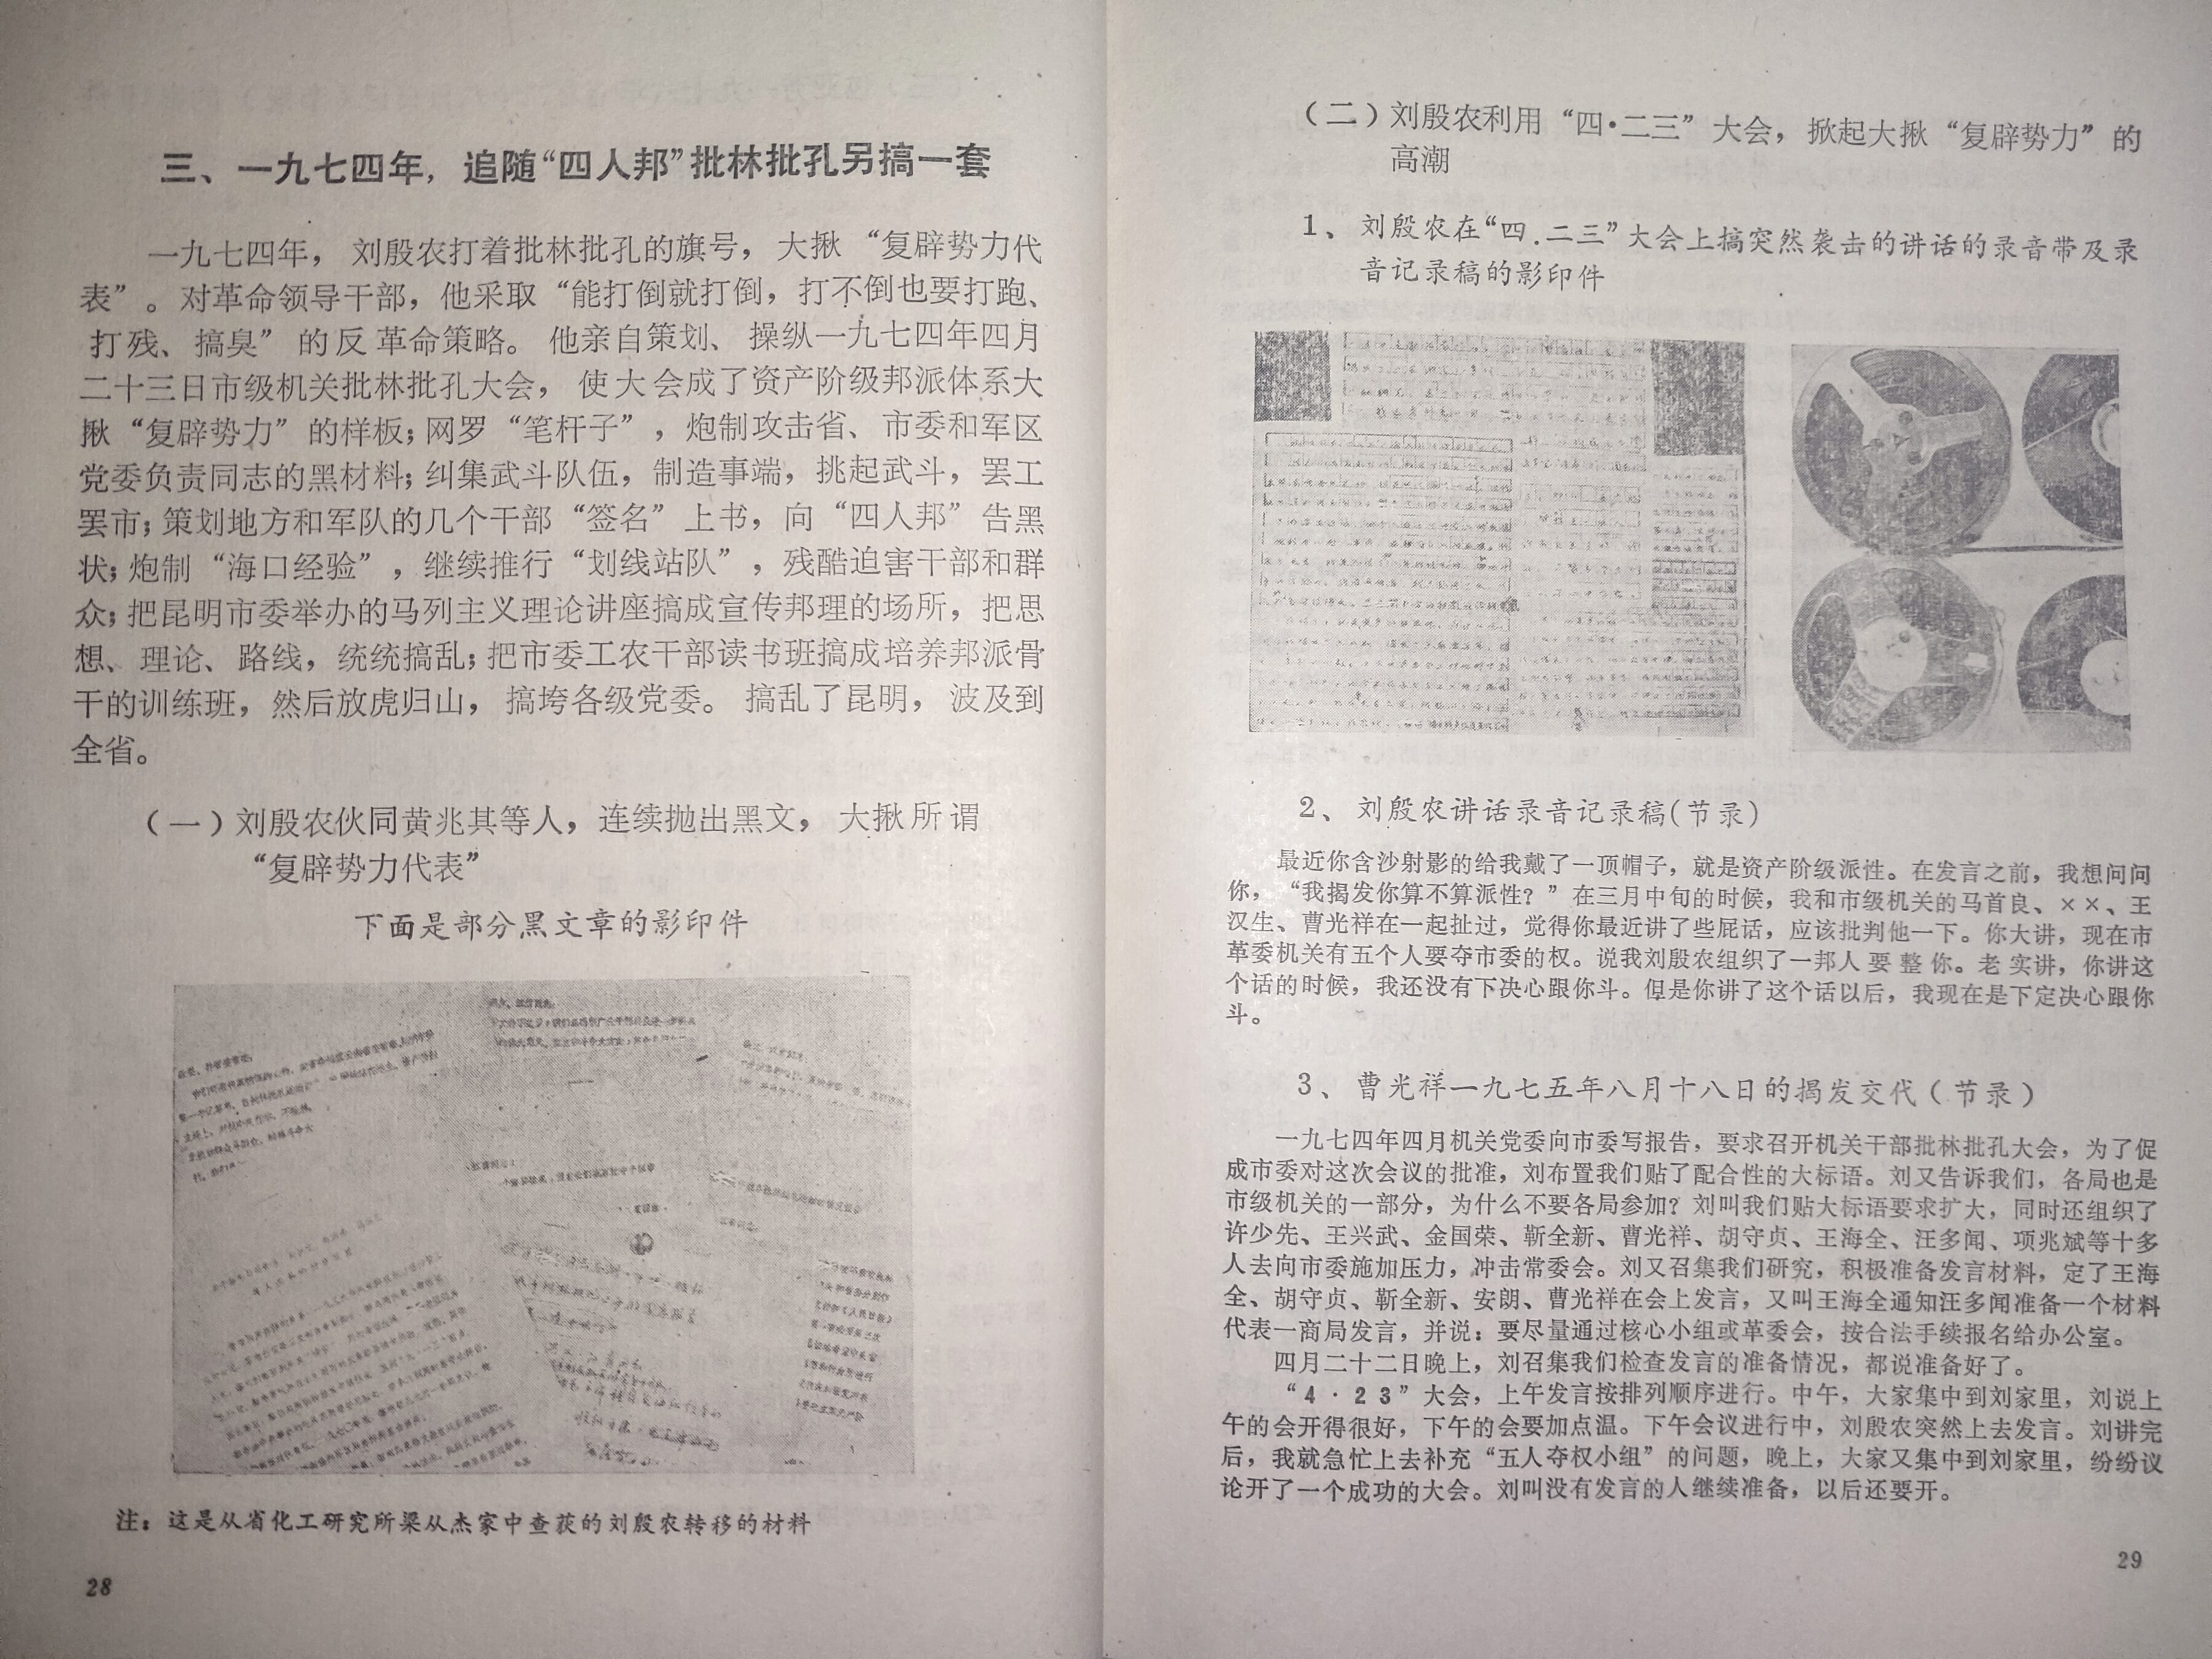 三、一九七四年，追随“四人邦”批林批孔另搞一套
一九七四年，刘殷农打着批林批孔的旗号，大揪“复辟势力代
表”。对革命领导干部，他采取“能打倒就打倒，打不倒也要打跑、
打残、搞臭”的反革命策略。他亲自策划、操纵一九七四年四月
二十三日市级机关批林批孔大会，使大会成了资产阶级邦派体系大
揪“复辟势力”的样板；网罗“笔杆子”，炮制攻击省、市委和军区
党委负责同志的黑材料；纠集武斗队伍，制造事端，挑起武斗，罢工
罢市；策划地方和军队的几个干部“签名”上书，向“四人邦”告黑
状；炮制“海口经验”，继续推行“划线站队”，残酷迫害干部和群
众；把昆明市委举办的马列主义理论讲座搞成宣传邦理的场所，把思
想、理论、路线，统统搞乱；把市委工农干部读书班搞成培养邦派骨
干的训练班，然后放虎归山，搞垮各级党委。搞乱了昆明，波及到
全省。
（一）刘殷农伙同黄兆其等人，连续抛出黑文，大揪所谓
“复辟势力代表”
下面是部分黑文章的影印件
注：这是从省化工研究所梁从杰家中查获的刘殷农转移的材料
28
（二）刘殷农利用“四·二三”大会，掀起大揪“复辟势力”的
高潮
1、刘殷农在“四．二三”大会上搞突然袭击的讲话的录音带及录
音记录稿的影印件
2、刘殷农讲话录音记录稿(节录)
最近你含沙射影的给我戴了一顶帽子，就是资产阶级派性。在发言之前，我想问问
你，“我揭发你算不算派性？”在三月中旬的时候，我和市级机关的马首良、××、王
汉生、曹光祥在一起扯过，觉得你最近讲了些屁话，应该批判他一下。你大讲，现在市
革委机关有五个人要夺市委的权。说我刘殷农组织了一邦人要整你。老实讲，你讲这
个话的时候，我还没有下决心跟你斗。但是你讲了这个话以后，我现在是下定决心跟你
斗。
3、曹光祥一九七五年八月十八日的揭发交代（节录）
一九七四年四月机关党委向市委写报告，要求召开机关干部批林批孔大会，为了促
成市委对这次会议的批准，刘布置我们贴了配合性的大标语。刘又告诉我们，各局也是
市级机关的一部分，为什么不要各局参加？刘叫我们贴大标语要求扩大，同时还组织了
许少先、王兴武、金国荣、靳全新、曹光祥、胡守贞、王海全、汪多闻、项兆斌等十多
人去向市委施加压力，冲击常委会。刘又召集我们研究，积极准备发言材料，定了王海
全、胡守贞、靳全新、安朗、曹光祥在会上发言，又叫王海全通知汪多闻准备一个材料
代表一商局发言，并说：要尽量通过核心小组或革委会，按合法手续报名给办公室。
四月二十二日晚上，刘召集我们检查发言的准备情况，都说准备好了。
“4·23”大会，上午发言按排列顺序进行。中午，大家集中到刘家里，刘说上
午的会开得很好，下午的会要加点温。下午会议进行中，刘殷农突然上去发言。刘讲完
后，我就急忙上去补充“五人夺权小组”的问题，晚上，大家又集中到刘家里，纷纷议
论开了一个成功的大会。刘叫没有发言的人继续准备，以后还要开。
29